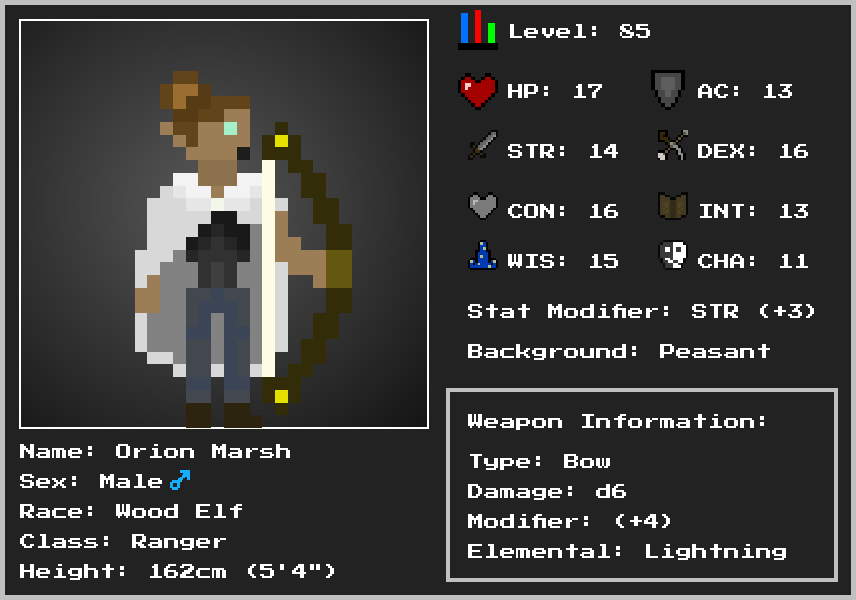 Level: 85
HP: 17
AC: 13
STR: 14
DEX: 16
CON: 16
INT: 13
WIS: 15
CHA: 11
Stat Modifier: STR (+3)
Background: Peasant
Weapon Information:
Type: Bow
Damage: d6
Modifier: (+4)
Elemental: Lightning
Name: Orion Marsh
Sex: Male ♂
Race: Wood Elf
Class: Ranger
Height: 162cm (5'4")